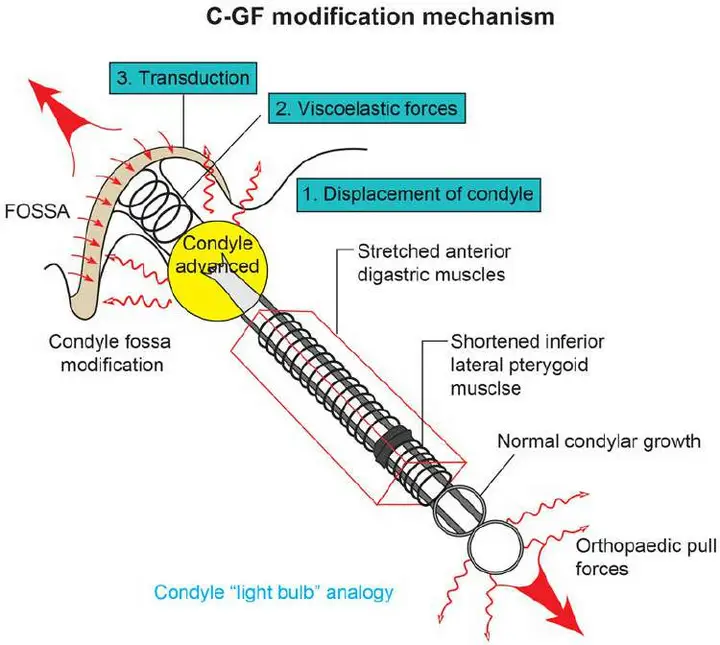 C-GF modification mechanism
3. Transduction
2. Viscoelastic forces
1. Displacement of condyle
FOSSA
Condyle
advanced
Stretched anterior
digastric muscles
Condyle fossa
modification
Shortened inferior
lateral pterygoid
musclse
Normal condylar growth
Orthopaedic pull
forces
Condyle “light bulb” analogy